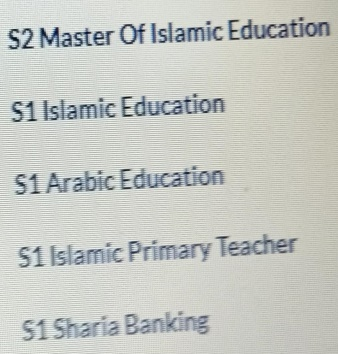 S2 Master Of Islamic Education
S1 Islamic Education
S1 Arabic Education
S1 Islamic Primary Teacher
S1 Sharia Banking